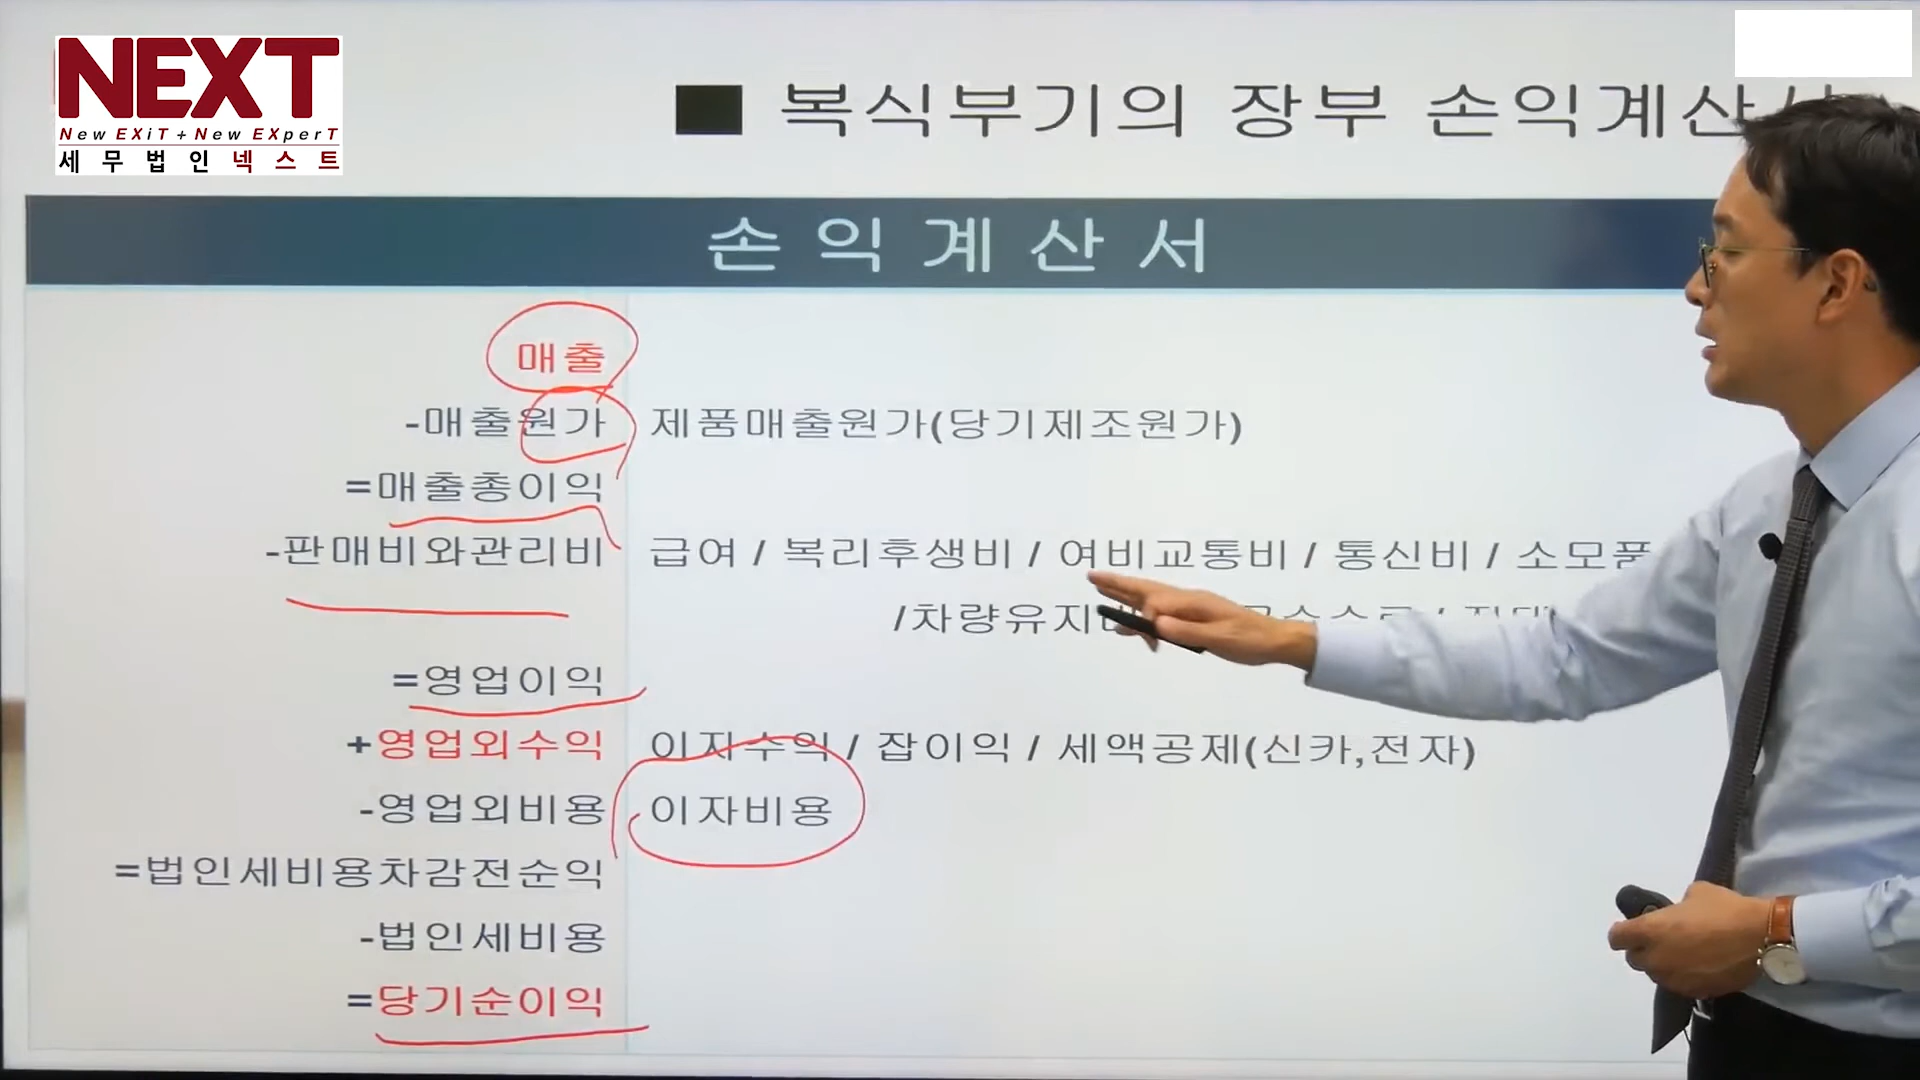 NEXT
New EXiT + New EXperT
세무법인넥스트
■ 복식부기의 장부 손익계산서
손익계산서
매출
-매출원가 제품매출원가(당기제조원가)
=매출총이익
-판매비와관리비 급여 / 복리후생비 / 여비교통비 / 통신비 / 소모품
/차량유지비
=영업이익
+영업외수익 이자수익 / 잡이익 / 세액공제(신카,전자)
-영업외비용 이자비용
=법인세비용차감전순익
-법인세비용
=당기순이익